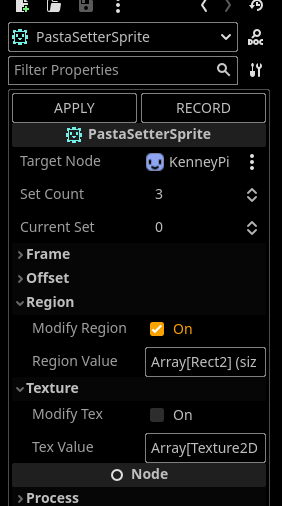 PastaSetterSprite
DOC
Filter Properties
APPLY
RECORD
PastaSetterSprite
Target Node
KenneyPi
Set Count
3
Current Set
0
Frame
Offset
Region
Modify Region
On
Region Value
Array[Rect2] (siz
Texture
Modify Tex
On
Tex Value
Array[Texture2D
Node
Process